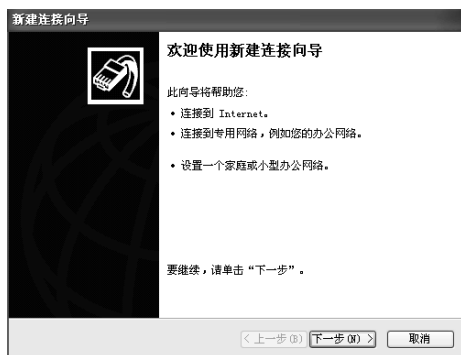 新建连接向导
欢迎使用新建连接向导
此向导将帮助您:
• 连接到 Internet。
• 连接到专用网络，例如您的办公网络。
• 设置一个家庭或小型办公网络。
要继续，请单击“下一步”。
< 上一步(B) 下一步(N) > 取消